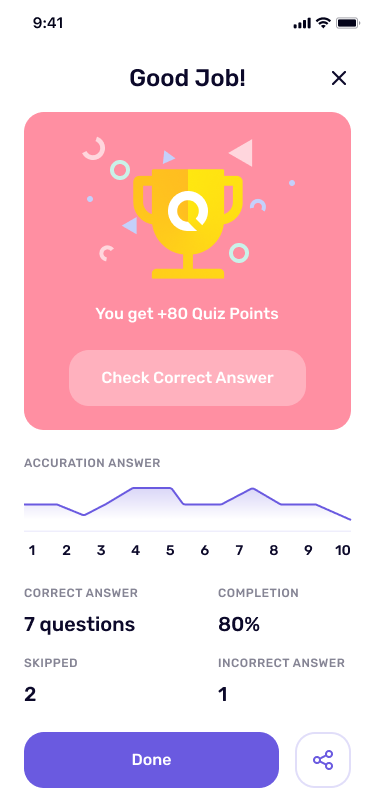 9:41
Good Job!
You get +80 Quiz Points
Check Correct Answer
ACCURATION ANSWER
1 2 3 4 5 6 7 8 9 10
CORRECT ANSWER COMPLETION
7 questions 80%
SKIPPED INCORRECT ANSWER
2 1
Done